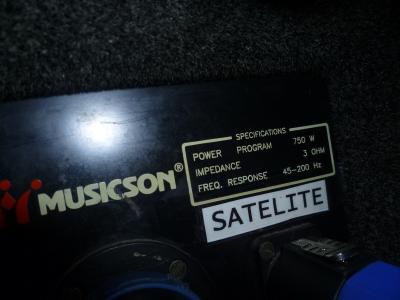 SPECIFICATIONS
POWER PROGRAM 750 W
IMPEDANCE 3 OHM
FREQ. RESPONSE 45-200 Hz
MUSICSON®
SATELITE